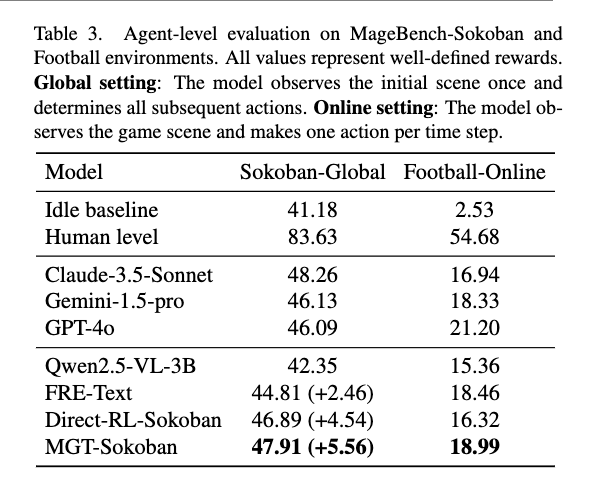 Table 3. Agent-level evaluation on MageBench-Sokoban and
Football environments. All values represent well-defined rewards.
Global setting: The model observes the initial scene once and
determines all subsequent actions. Online setting: The model ob-
serves the game scene and makes one action per time step.
Model Sokoban-Global Football-Online
Idle baseline 41.18 2.53
Human level 83.63 54.68
Claude-3.5-Sonnet 48.26 16.94
Gemini-1.5-pro 46.13 18.33
GPT-4o 46.09 21.20
Qwen2.5-VL-3B 42.35 15.36
FRE-Text 44.81 (+2.46) 18.46
Direct-RL-Sokoban 46.89 (+4.54) 16.32
MGT-Sokoban 47.91 (+5.56) 18.99